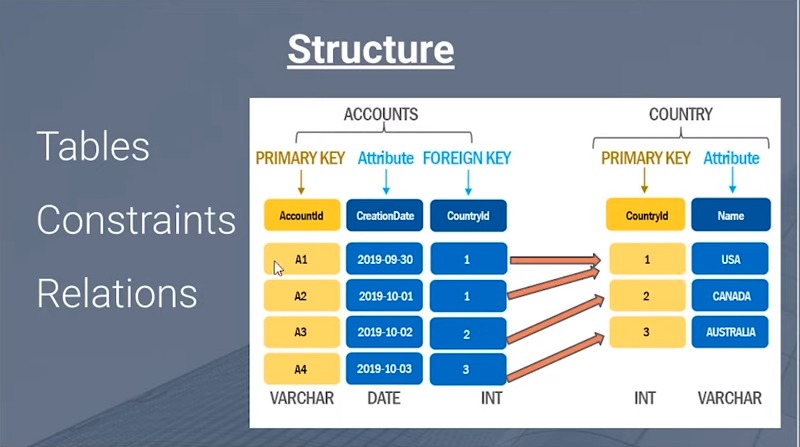 Structure
Tables
Constraints
Relations
ACCOUNTS COUNTRY
PRIMARY KEY Attribute FOREIGN KEY PRIMARY KEY Attribute
AccountId CreationDate CountryId CountryId Name
A1 2019-09-30 1 1 USA
A2 2019-10-01 1 2 CANADA
A3 2019-10-02 2 3 AUSTRALIA
A4 2019-10-03 3
VARCHAR DATE INT INT VARCHAR